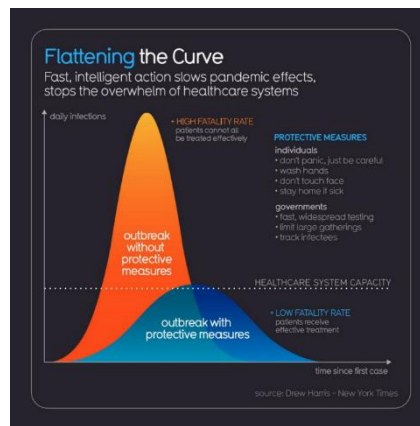 Flattening the Curve
Fast, intelligent action slows pandemic effects,
stops the overwhelm of healthcare systems
daily infections
• HIGH FATALITY RATE
patients cannot all
be treated effectively
PROTECTIVE MEASURES
individuals
• don't panic, just be careful
• wash hands
• don't touch face
• stay home if sick
governments
• fast, widespread testing
• limit large gatherings
• track infectees
outbreak
without
protective
measures
HEALTHCARE SYSTEM CAPACITY
outbreak with
protective measures
• LOW FATALITY RATE
patients receive
effective treatment
time since first case
source: Drew Harris - New York Times